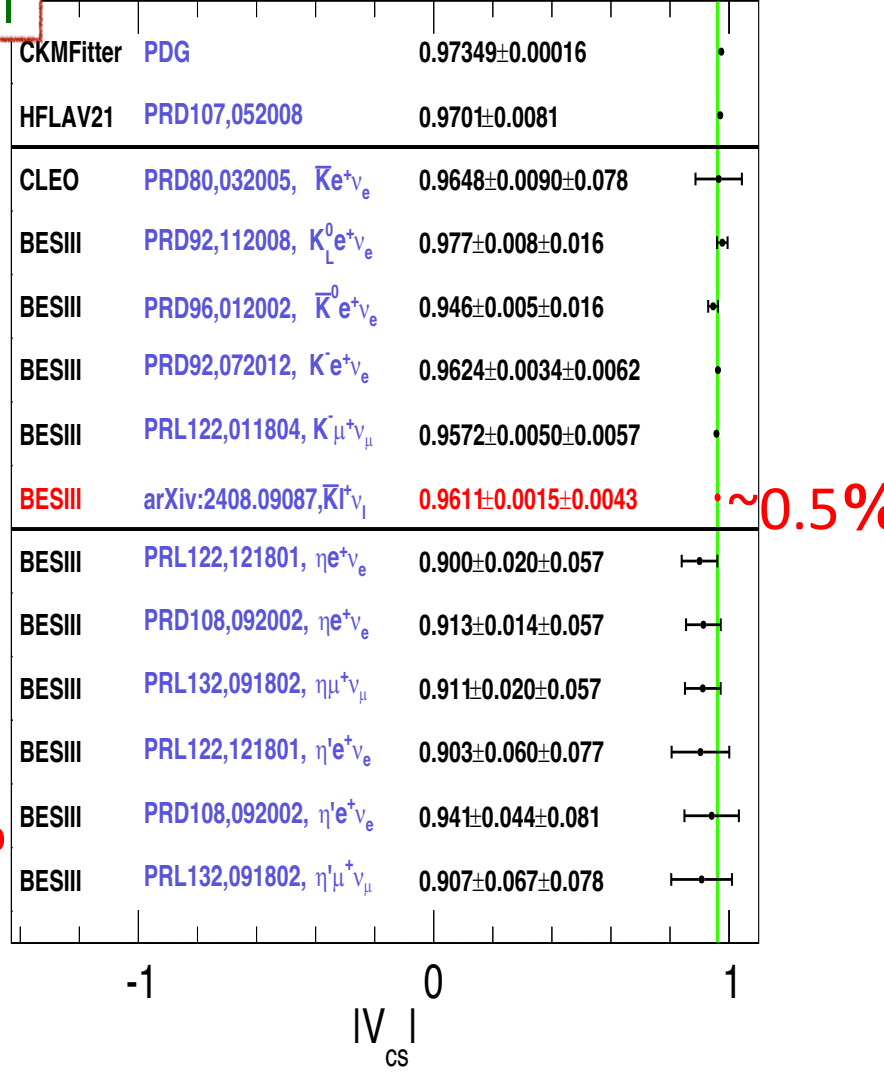 CKMFitter PDG 0.97349±0.00016
HFLAV21 PRD107,052008 0.9701±0.0081
CLEO PRD80,032005, K̅e⁺νₑ 0.9648±0.0090±0.078
BESIII PRD92,112008, K⁰_L e⁺νₑ 0.977±0.008±0.016
BESIII PRD96,012002, K̅⁰e⁺νₑ 0.946±0.005±0.016
BESIII PRD92,072012, K⁻e⁺νₑ 0.9624±0.0034±0.0062
BESIII PRL122,011804, K⁻μ⁺ν_μ 0.9572±0.0050±0.0057
BESIII arXiv:2408.09087, K̅l⁺ν_l 0.9611±0.0015±0.0043 ~0.5%
BESIII PRL122,121801, ηe⁺νₑ 0.900±0.020±0.057
BESIII PRD108,092002, ηe⁺νₑ 0.913±0.014±0.057
BESIII PRL132,091802, ημ⁺ν_μ 0.911±0.020±0.057
BESIII PRL122,121801, η'e⁺νₑ 0.903±0.060±0.077
BESIII PRD108,092002, η'e⁺νₑ 0.941±0.044±0.081
BESIII PRL132,091802, η'μ⁺ν_μ 0.907±0.067±0.078
-1 0 1
|V_cs|